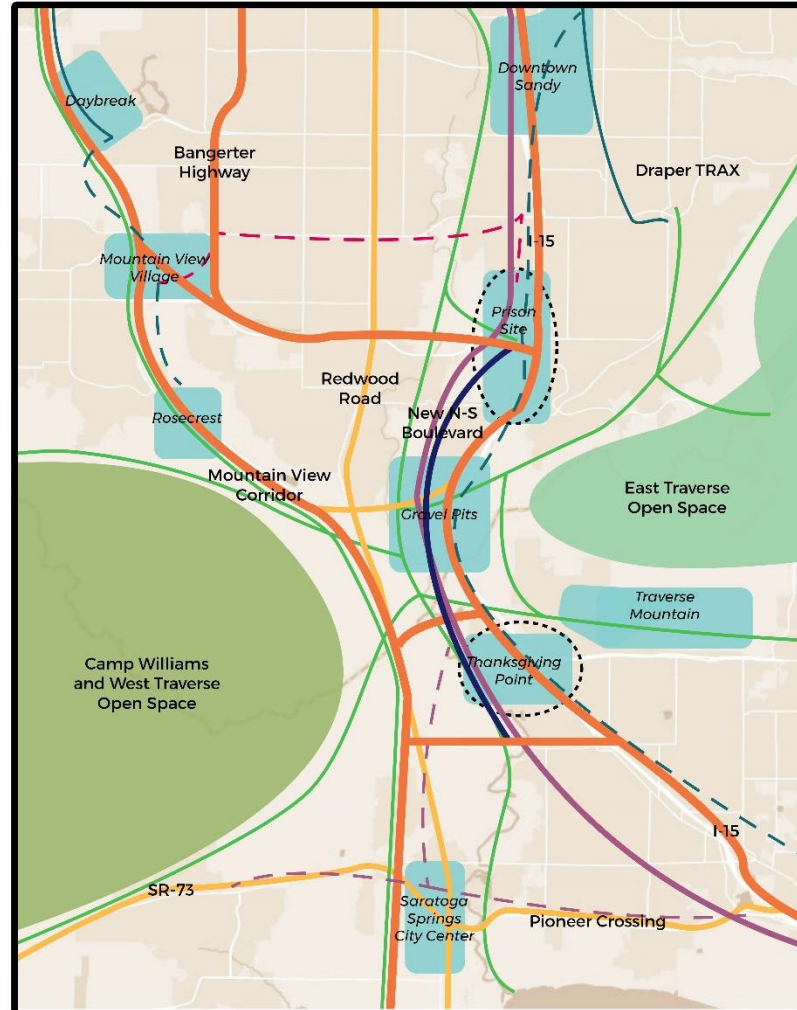 Downtown
Sandy
Daybreak
Bangerter
Highway
Draper TRAX
I-15
Mountain View
Village
Prison
Site
Redwood
Road
New N-S
Boulevard
Rosecrest
Mountain View
Corridor
Gravel Pits
East Traverse
Open Space
Traverse
Mountain
Camp Williams
and West Traverse
Open Space
Thanksgiving
Point
I-15
SR-73
Saratoga
Springs
City Center
Pioneer Crossing